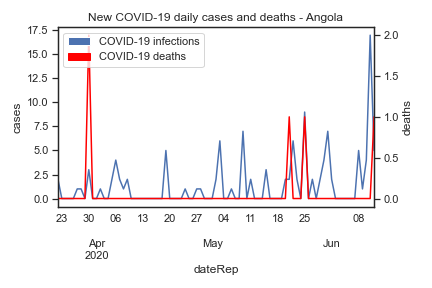 New COVID-19 daily cases and deaths - Angola
COVID-19 infections
COVID-19 deaths
cases
17.5
15.0
12.5
10.0
7.5
5.0
2.5
0.0
2.0
1.5
1.0
0.5
0.0
deaths
23 30 06 13 20 27 04 11 18 25 08
Apr May Jun
2020
dateRep